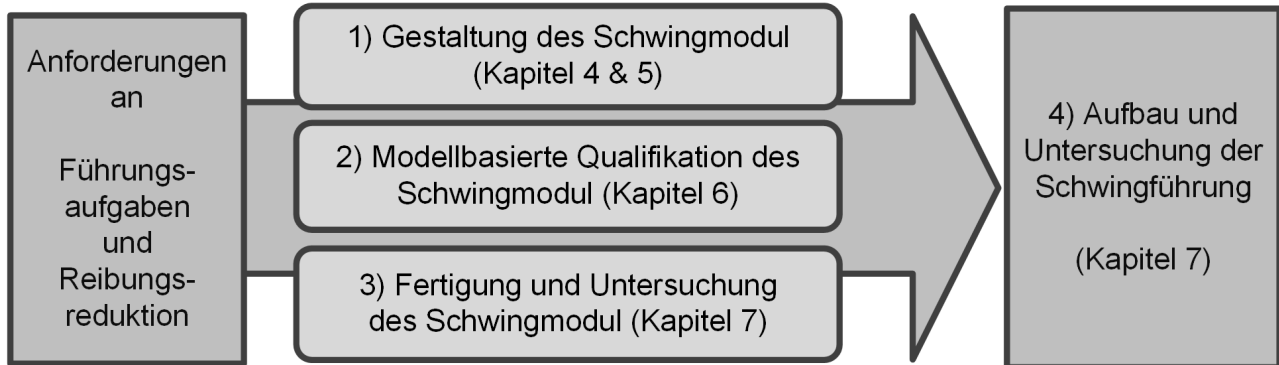 Anforderungen
an
Führungs-
aufgaben
und
Reibungs-
reduktion
1) Gestaltung des Schwingmodul
(Kapitel 4 & 5)
2) Modellbasierte Qualifikation des
Schwingmodul (Kapitel 6)
3) Fertigung und Untersuchung
des Schwingmodul (Kapitel 7)
4) Aufbau und
Untersuchung der
Schwingführung
(Kapitel 7)